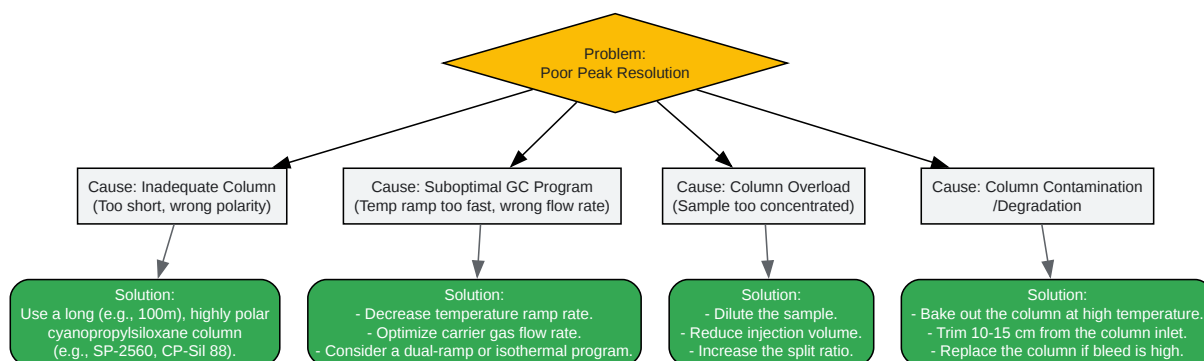 Problem:
Poor Peak Resolution
Cause: Inadequate Column
(Too short, wrong polarity)
Cause: Suboptimal GC Program
(Temp ramp too fast, wrong flow rate)
Cause: Column Overload
(Sample too concentrated)
Cause: Column Contamination
/Degradation
Solution:
Use a long (e.g., 100m), highly polar
cyanopropylsiloxane column
(e.g., SP-2560, CP-Sil 88).
Solution:
- Decrease temperature ramp rate.
- Optimize carrier gas flow rate.
- Consider a dual-ramp or isothermal program.
Solution:
- Dilute the sample.
- Reduce injection volume.
- Increase the split ratio.
Solution:
- Bake out the column at high temperature.
- Trim 10-15 cm from the column inlet.
- Replace the column if bleed is high.